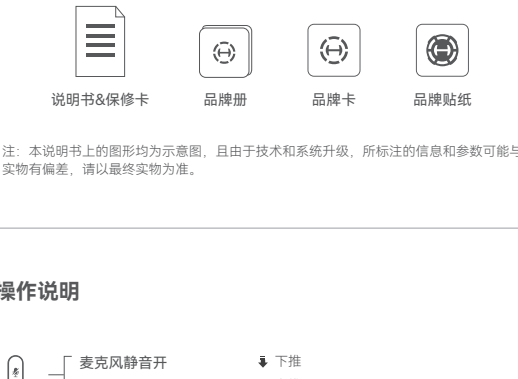 说明书&保修卡 品牌册 品牌卡 品牌贴纸
注：本说明书上的图形均为示意图，且由于技术和系统升级，所标注的信息和参数可能与
实物有偏差，请以最终实物为准。
操作说明
麦克风静音开 下推